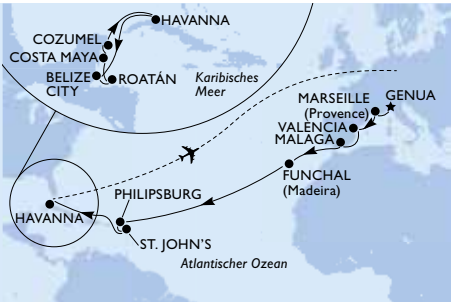 HAVANNA
COZUMEL
COSTA MAYA
BELIZE
CITY
ROATÁN
Karibisches
Meer
GENUA
MARSEILLE
(Provence)
VALENCIA
MALAGA
FUNCHAL
(Madeira)
PHILIPSBURG
HAVANNA
ST. JOHN'S
Atlantischer Ozean